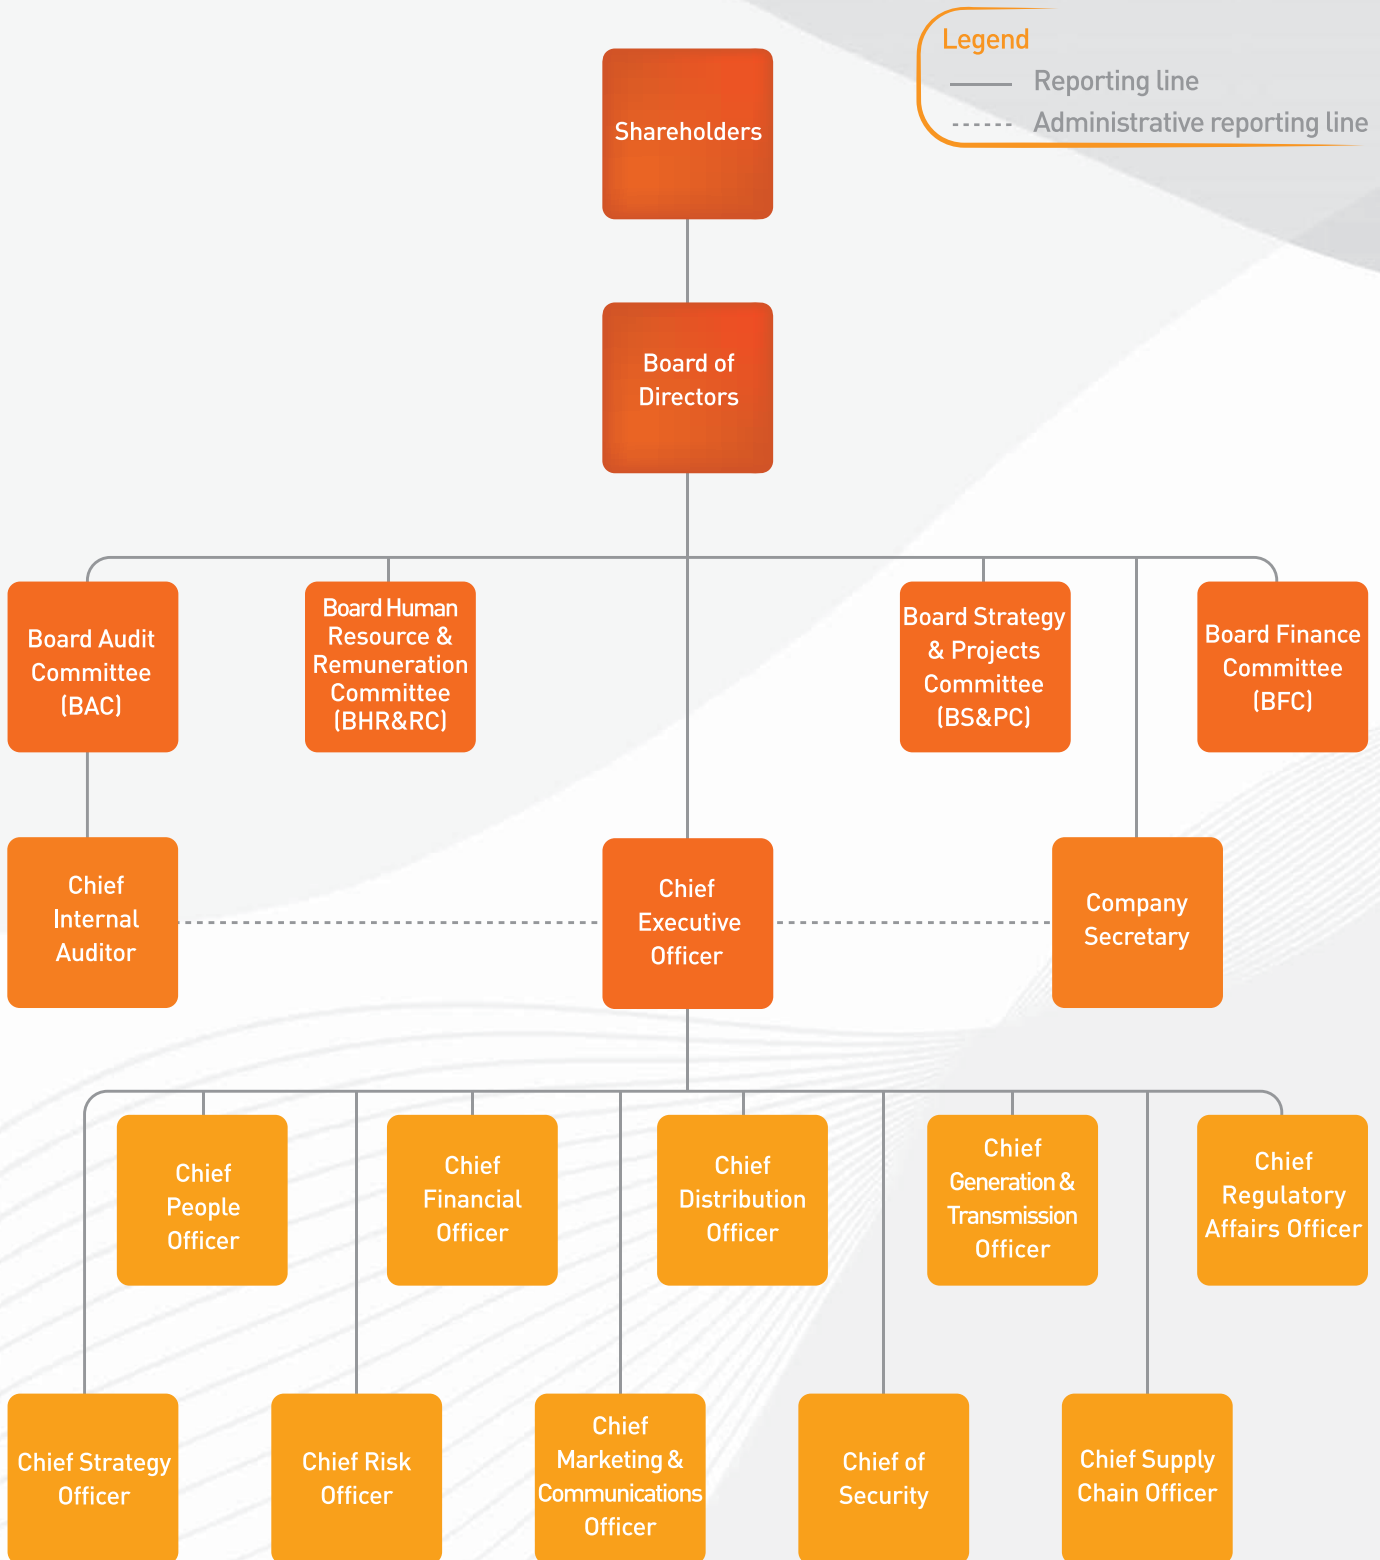 Legend
Reporting line
Administrative reporting line
Shareholders
Board of
Directors
Board Audit
Committee
(BAC)
Board Human
Resource &
Remuneration
Committee
(BHR&RC)
Board Strategy
& Projects
Committee
(BS&PC)
Board Finance
Committee
(BFC)
Chief
Internal
Auditor
Chief
Executive
Officer
Company
Secretary
Chief
People
Officer
Chief
Financial
Officer
Chief
Distribution
Officer
Chief
Generation &
Transmission
Officer
Chief
Regulatory
Affairs Officer
Chief Strategy
Officer
Chief Risk
Officer
Chief
Marketing &
Communications
Officer
Chief of
Security
Chief Supply
Chain Officer